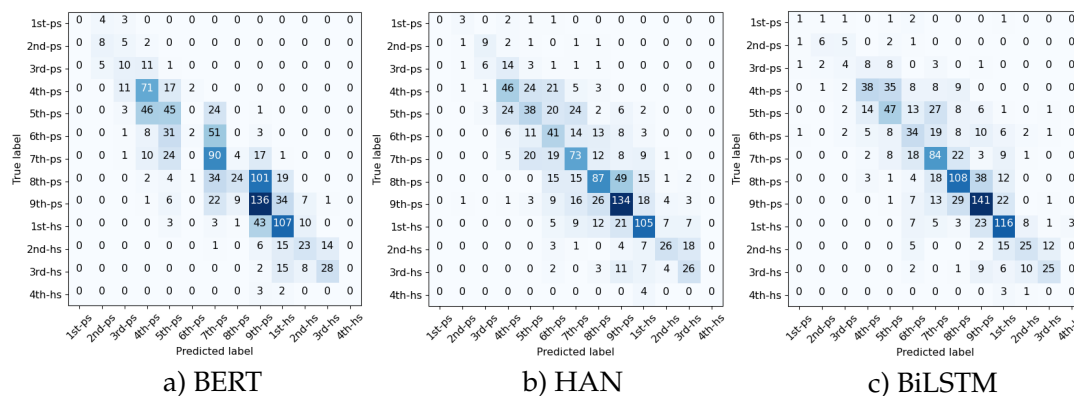 1st-ps 0 4 3 0 0 0 0 0 0 0 0 0 0
2nd-ps 0 8 5 2 0 0 0 0 0 0 0 0 0
3rd-ps 0 5 10 11 1 0 0 0 0 0 0 0 0
4th-ps 0 0 11 71 17 2 0 0 0 0 0 0 0
5th-ps 0 0 3 46 45 0 24 0 1 0 0 0 0
6th-ps 0 0 1 8 31 2 51 0 3 0 0 0 0
7th-ps 0 0 1 10 24 0 90 4 17 1 0 0 0
8th-ps 0 0 0 2 4 1 34 24 101 19 0 0 0
9th-ps 0 0 0 1 6 0 22 9 136 34 7 1 0
1st-hs 0 0 0 0 3 0 3 3 43 107 10 0 0
2nd-hs 0 0 0 0 0 0 1 0 6 15 23 14 0
3rd-hs 0 0 0 0 0 0 0 0 2 15 8 28 0
4th-hs 0 0 0 0 0 0 0 0 3 2 0 0 0
True label
1st-ps 2nd-ps 3rd-ps 4th-ps 5th-ps 6th-ps 7th-ps 8th-ps 9th-ps 1st-hs 2nd-hs 3rd-hs 4th-hs
Predicted label
a) BERT
1st-ps 0 3 0 2 1 1 0 0 0 0 0 0 0
2nd-ps 0 1 9 2 1 0 1 1 0 0 0 0 0
3rd-ps 0 1 6 14 3 1 1 1 0 0 0 0 0
4th-ps 0 1 1 46 24 21 5 3 0 0 0 0 0
5th-ps 0 0 3 24 38 20 24 2 6 2 0 0 0
6th-ps 0 0 0 6 11 41 14 13 8 3 0 0 0
7th-ps 0 0 0 5 20 19 73 12 8 9 1 0 0
8th-ps 0 0 0 0 0 15 15 87 49 15 1 2 0
9th-ps 0 1 0 1 3 9 16 26 134 18 4 3 0
1st-hs 0 0 0 0 0 5 9 12 21 105 7 7 0
2nd-hs 0 0 0 0 0 0 1 3 4 7 26 18 0
3rd-hs 0 0 0 0 0 2 0 3 11 7 4 26 0
4th-hs 0 0 0 0 0 0 0 0 0 4 0 0 0
True label
1st-ps 2nd-ps 3rd-ps 4th-ps 5th-ps 6th-ps 7th-ps 8th-ps 9th-ps 1st-hs 2nd-hs 3rd-hs 4th-hs
Predicted label
b) HAN
1st-ps 1 1 1 0 2 1 0 0 1 0 0 0 0
2nd-ps 1 6 5 0 2 1 0 0 0 0 0 0 0
3rd-ps 1 2 4 8 8 0 3 0 1 0 0 0 0
4th-ps 0 1 2 38 35 8 8 9 0 0 0 0 0
5th-ps 0 0 0 14 47 13 27 8 6 1 0 1 0
6th-ps 1 0 2 5 8 34 19 8 10 6 2 1 0
7th-ps 0 0 0 2 8 18 84 22 3 9 1 0 0
8th-ps 0 0 0 3 1 4 18 108 38 12 0 0 0
9th-ps 0 0 0 0 2 7 13 29 141 22 0 0 0
1st-hs 0 0 0 0 0 7 5 3 23 116 8 1 3
2nd-hs 0 0 0 0 0 5 0 1 1 15 25 12 0
3rd-hs 0 0 0 0 0 2 0 1 9 6 10 25 0
4th-hs 0 0 0 0 0 0 0 0 0 3 1 0 0
True label
1st-ps 2nd-ps 3rd-ps 4th-ps 5th-ps 6th-ps 7th-ps 8th-ps 9th-ps 1st-hs 2nd-hs 3rd-hs
Predicted label
c) BiLSTM